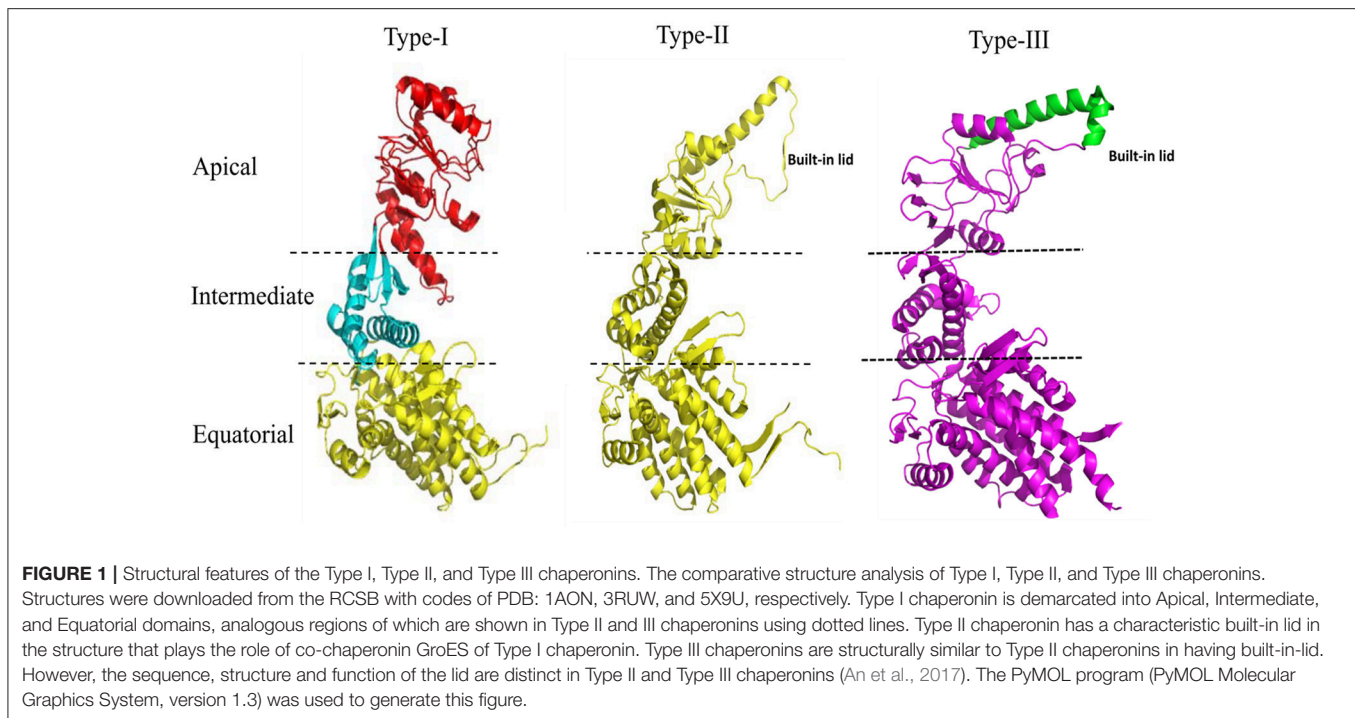 Type-I
Type-II
Type-III
Apical
Built-in lid
Built-in lid
Intermediate
Equatorial
FIGURE 1 | Structural features of the Type I, Type II, and Type III chaperonins. The comparative structure analysis of Type I, Type II, and Type III chaperonins.
Structures were downloaded from the RCSB with codes of PDB: 1AON, 3RUW, and 5X9U, respectively. Type I chaperonin is demarcated into Apical, Intermediate,
and Equatorial domains, analogous regions of which are shown in Type II and III chaperonins using dotted lines. Type II chaperonin has a characteristic built-in lid in
the structure that plays the role of co-chaperonin GroES of Type I chaperonin. Type III chaperonins are structurally similar to Type II chaperonins in having built-in-lid.
However, the sequence, structure and function of the lid are distinct in Type II and Type III chaperonins (An et al., 2017). The PyMOL program (PyMOL Molecular
Graphics System, version 1.3) was used to generate this figure.